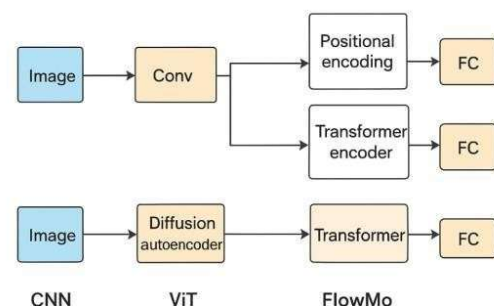 Image
Conv
Positional
encoding
FC
Transformer
encoder
FC
Image
Diffusion
autoencoder
Transformer
FC
CNN
ViT
FlowMo